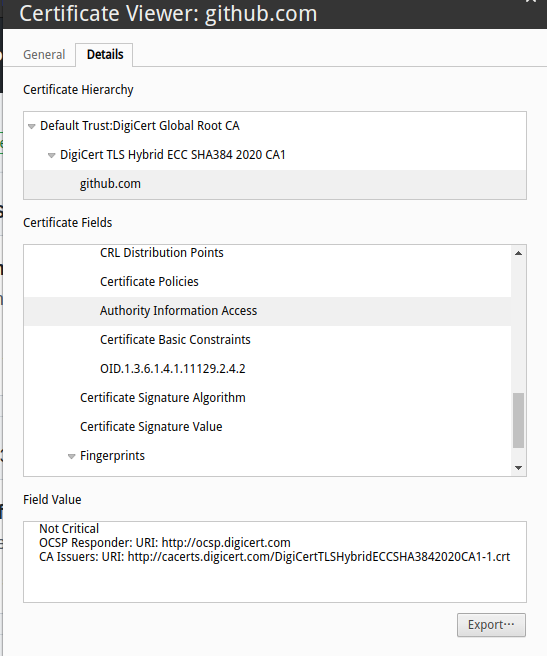 Certificate Viewer: github.com
General
Details
Certificate Hierarchy
Default Trust:DigiCert Global Root CA
DigiCert TLS Hybrid ECC SHA384 2020 CA1
github.com
Certificate Fields
CRL Distribution Points
Certificate Policies
Authority Information Access
Certificate Basic Constraints
OID.1.3.6.1.4.1.11129.2.4.2
Certificate Signature Algorithm
Certificate Signature Value
Fingerprints
Field Value
Not Critical
OCSP Responder: URI: http://ocsp.digicert.com
CA Issuers: URI: http://cacerts.digicert.com/DigiCertTLSHybridECCSHA3842020CA1-1.crt
Export⋯